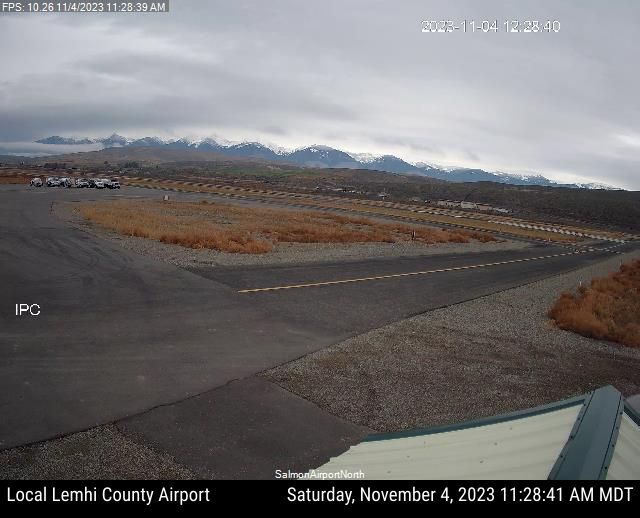 FPS: 10.26 11/4/2023 11:28:39 AM
2023-11-04 12:28:40
IPC
SalmonAirportNorth
Local Lemhi County Airport Saturday, November 4, 2023 11:28:41 AM MDT